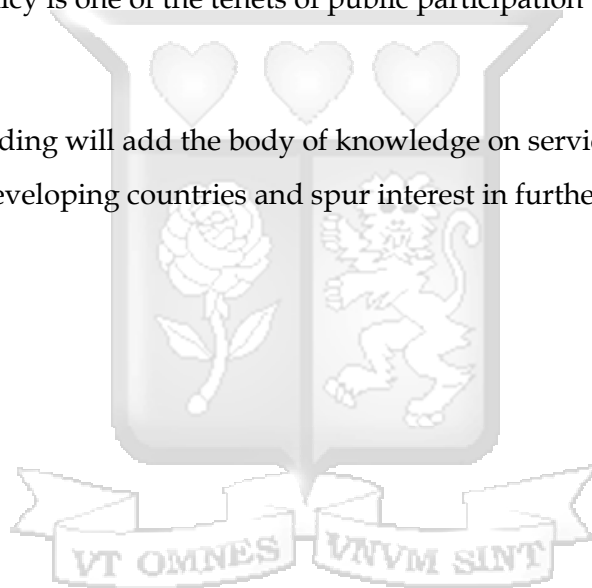 cy is one of the tenets of public participation
ding will add the body of knowledge on servi
eveloping countries and spur interest in furthe
VT OMNES VNVM SINT